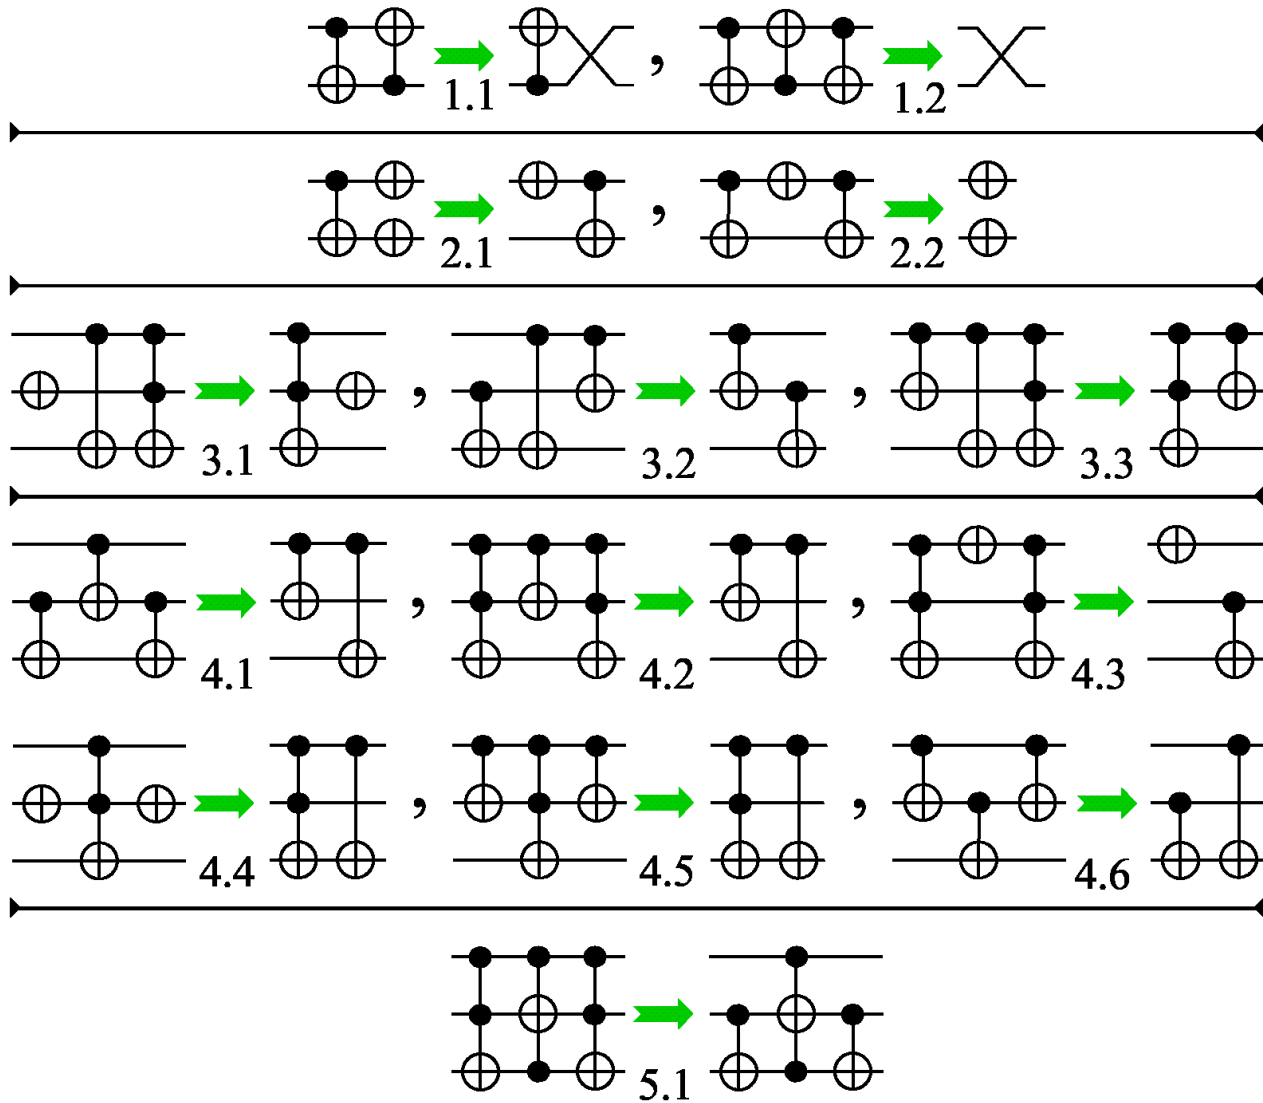 1.1 , 1.2
2.1 , 2.2
3.1 , 3.2 , 3.3
4.1 , 4.2 , 4.3
4.4 , 4.5 , 4.6
5.1